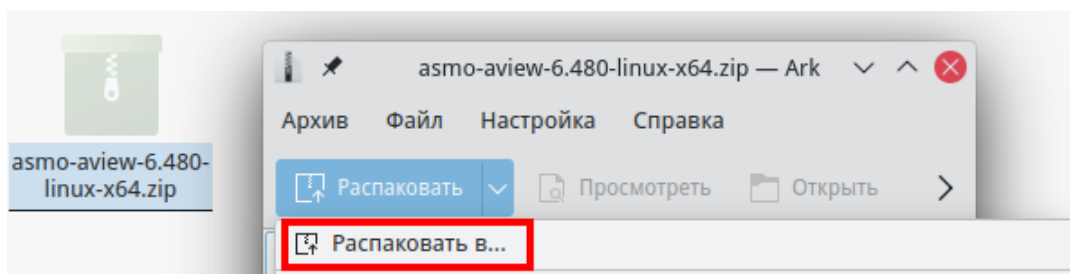 asmo-aview-6.480-linux-x64.zip — Ark
Архив Файл Настройка Справка
asmo-aview-6.480-
linux-x64.zip
Распаковать Просмотреть Открыть
Распаковать в...